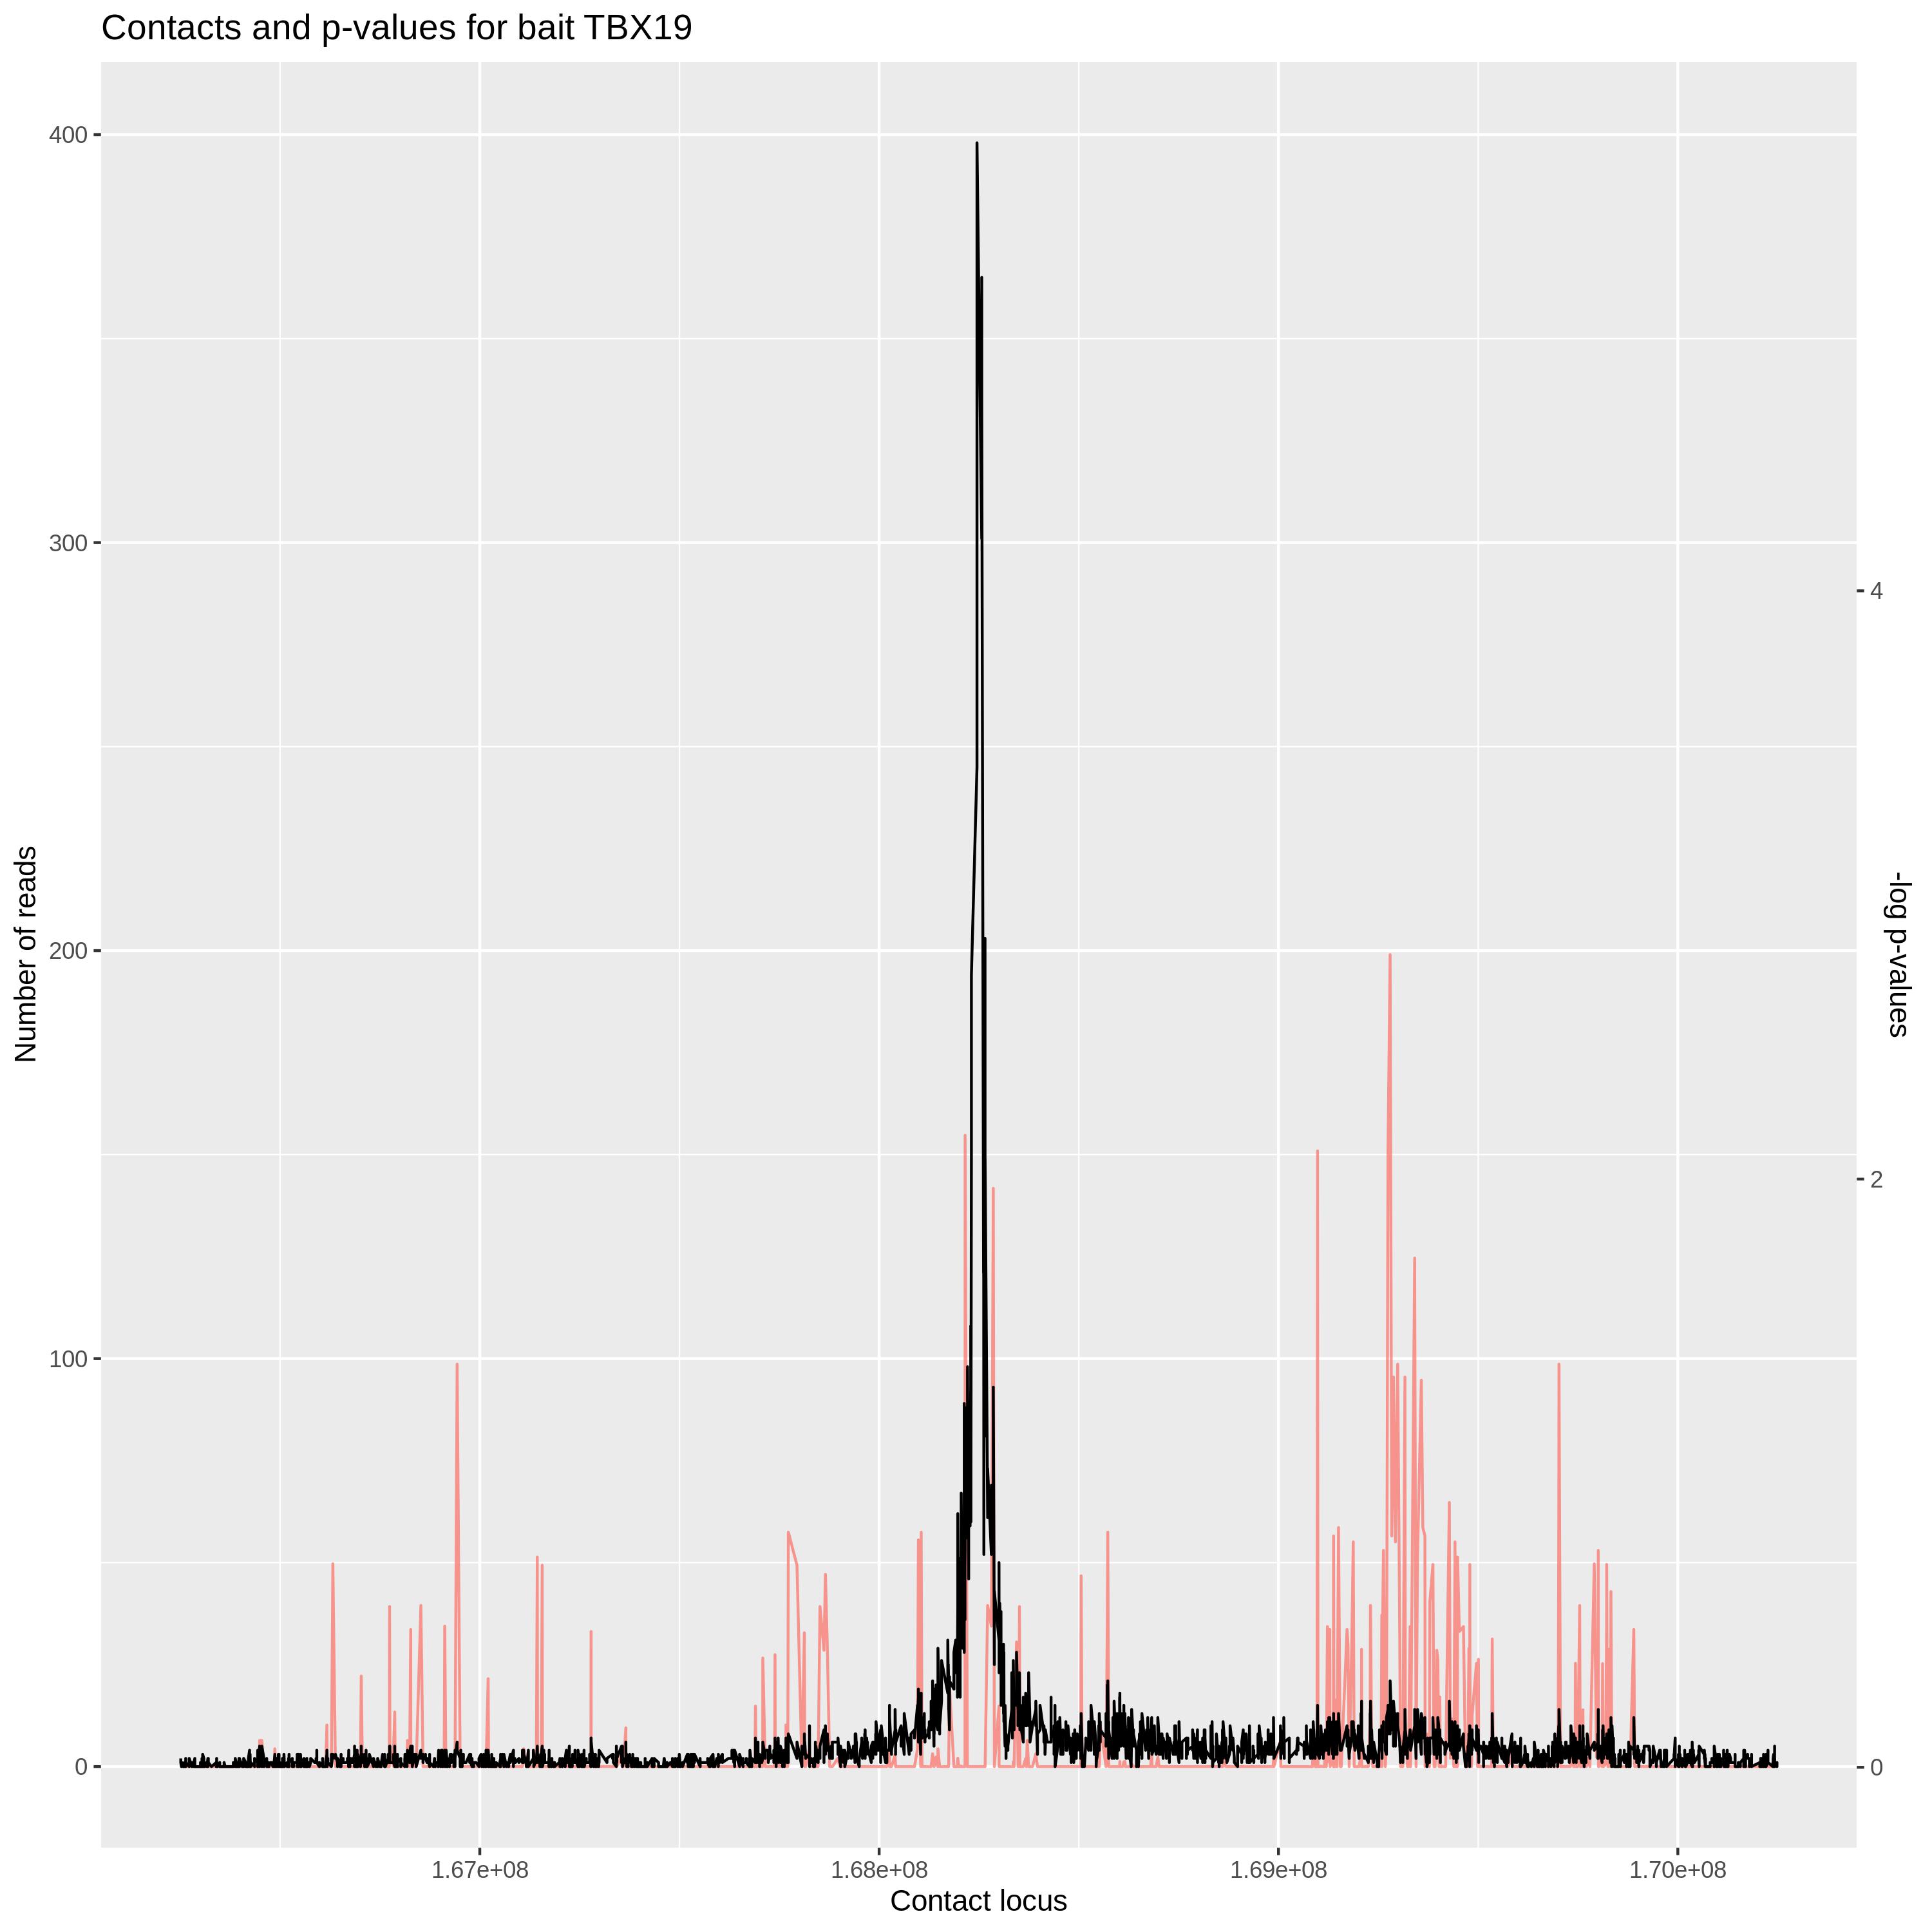 Contacts and p-values for bait TBX19
400
300
200
100
0
Number of reads
4
2
0
-log p-values
1.67e+08
1.68e+08
1.69e+08
1.70e+08
Contact locus